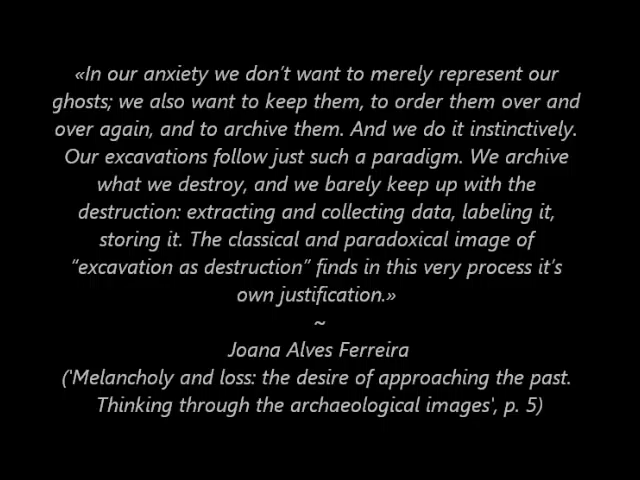 «In our anxiety we don’t want to merely represent our
ghosts; we also want to keep them, to order them over and
over again, and to archive them. And we do it instinctively.
Our excavations follow just such a paradigm. We archive
what we destroy, and we barely keep up with the
destruction: extracting and collecting data, labeling it,
storing it. The classical and paradoxical image of
“excavation as destruction” finds in this very process it’s
own justification.»
~
Joana Alves Ferreira
('Melancholy and loss: the desire of approaching the past.
Thinking through the archaeological images', p. 5)